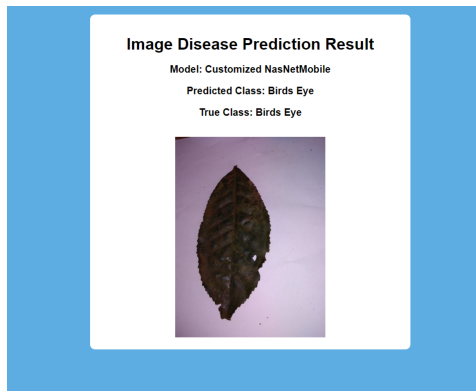 Image Disease Prediction Result
Model: Customized NasNetMobile
Predicted Class: Birds Eye
True Class: Birds Eye